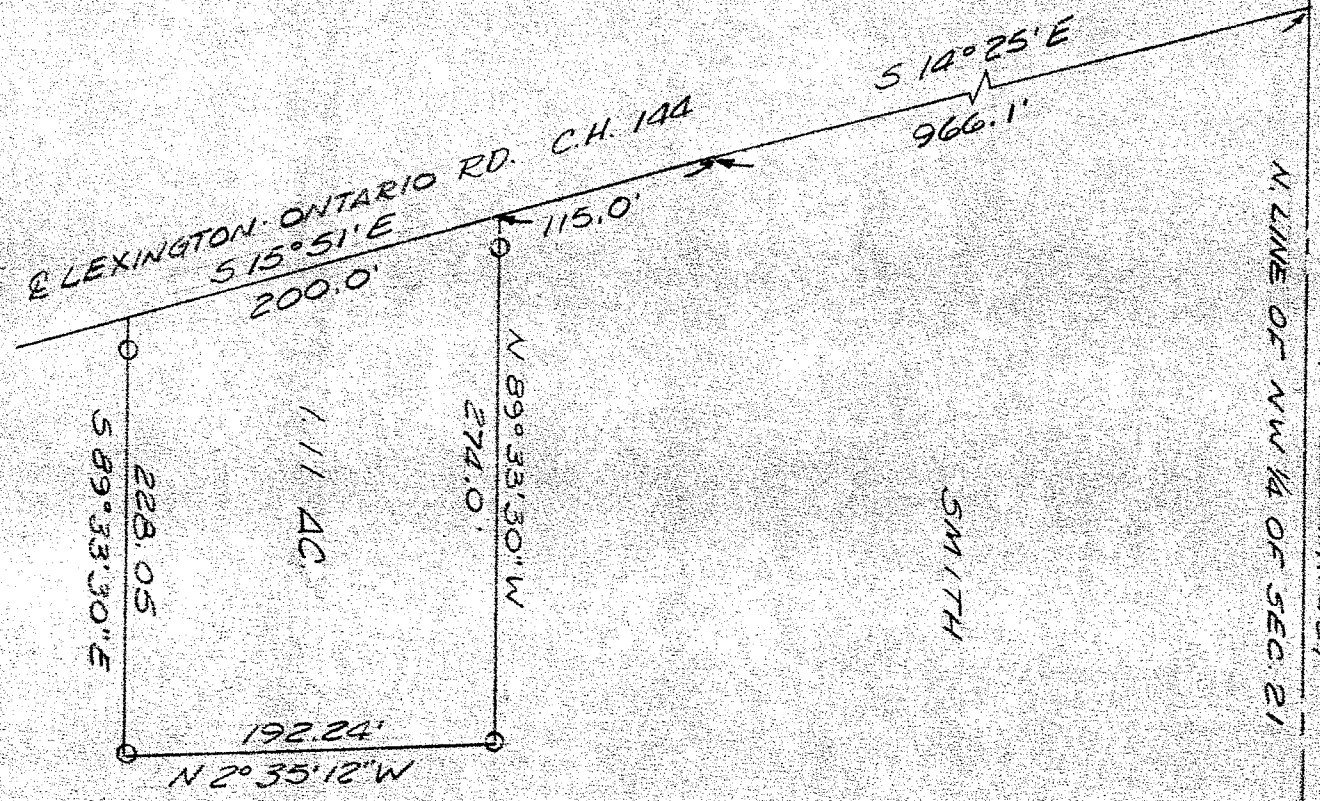 S 14° 25' E
966.1'
℄ LEXINGTON-ONTARIO RD. C.H. 144
S 15° 51' E
200.0'
115.0'
N 89° 33' 30" W
274.0'
1.11 AC.
228.05
S 89° 33' 30" E
192.24'
N 2° 35' 12" W
SMITH
N. LINE OF NW ¼ OF SEC. 21